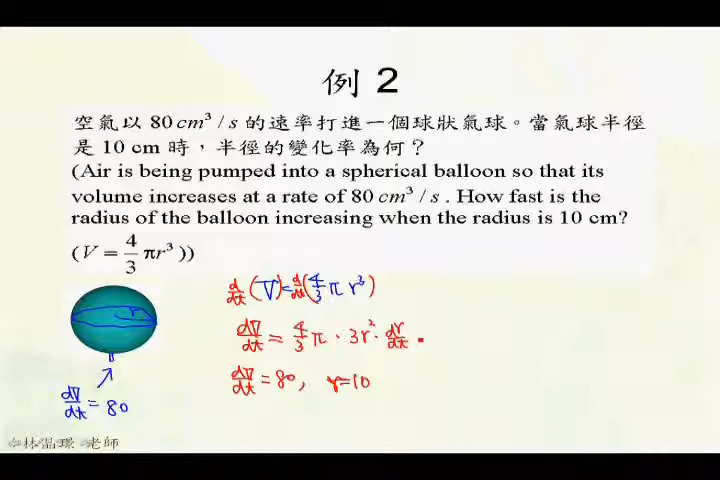 例 2
空氣以 80 cm³ / s 的速率打進一個球狀氣球。當氣球半徑
是 10 cm 時，半徑的變化率為何？
(Air is being pumped into a spherical balloon so that its
volume increases at a rate of 80 cm³ / s . How fast is the
radius of the balloon increasing when the radius is 10 cm?
(V = 4/3 πr³ ))
d/dt (V) = d/dt (4/3 π r³)
dV/dt = 4/3 π · 3r² · dr/dt
dV/dt = 80, r=10
r
dV/dt = 80
林晶璟 老師